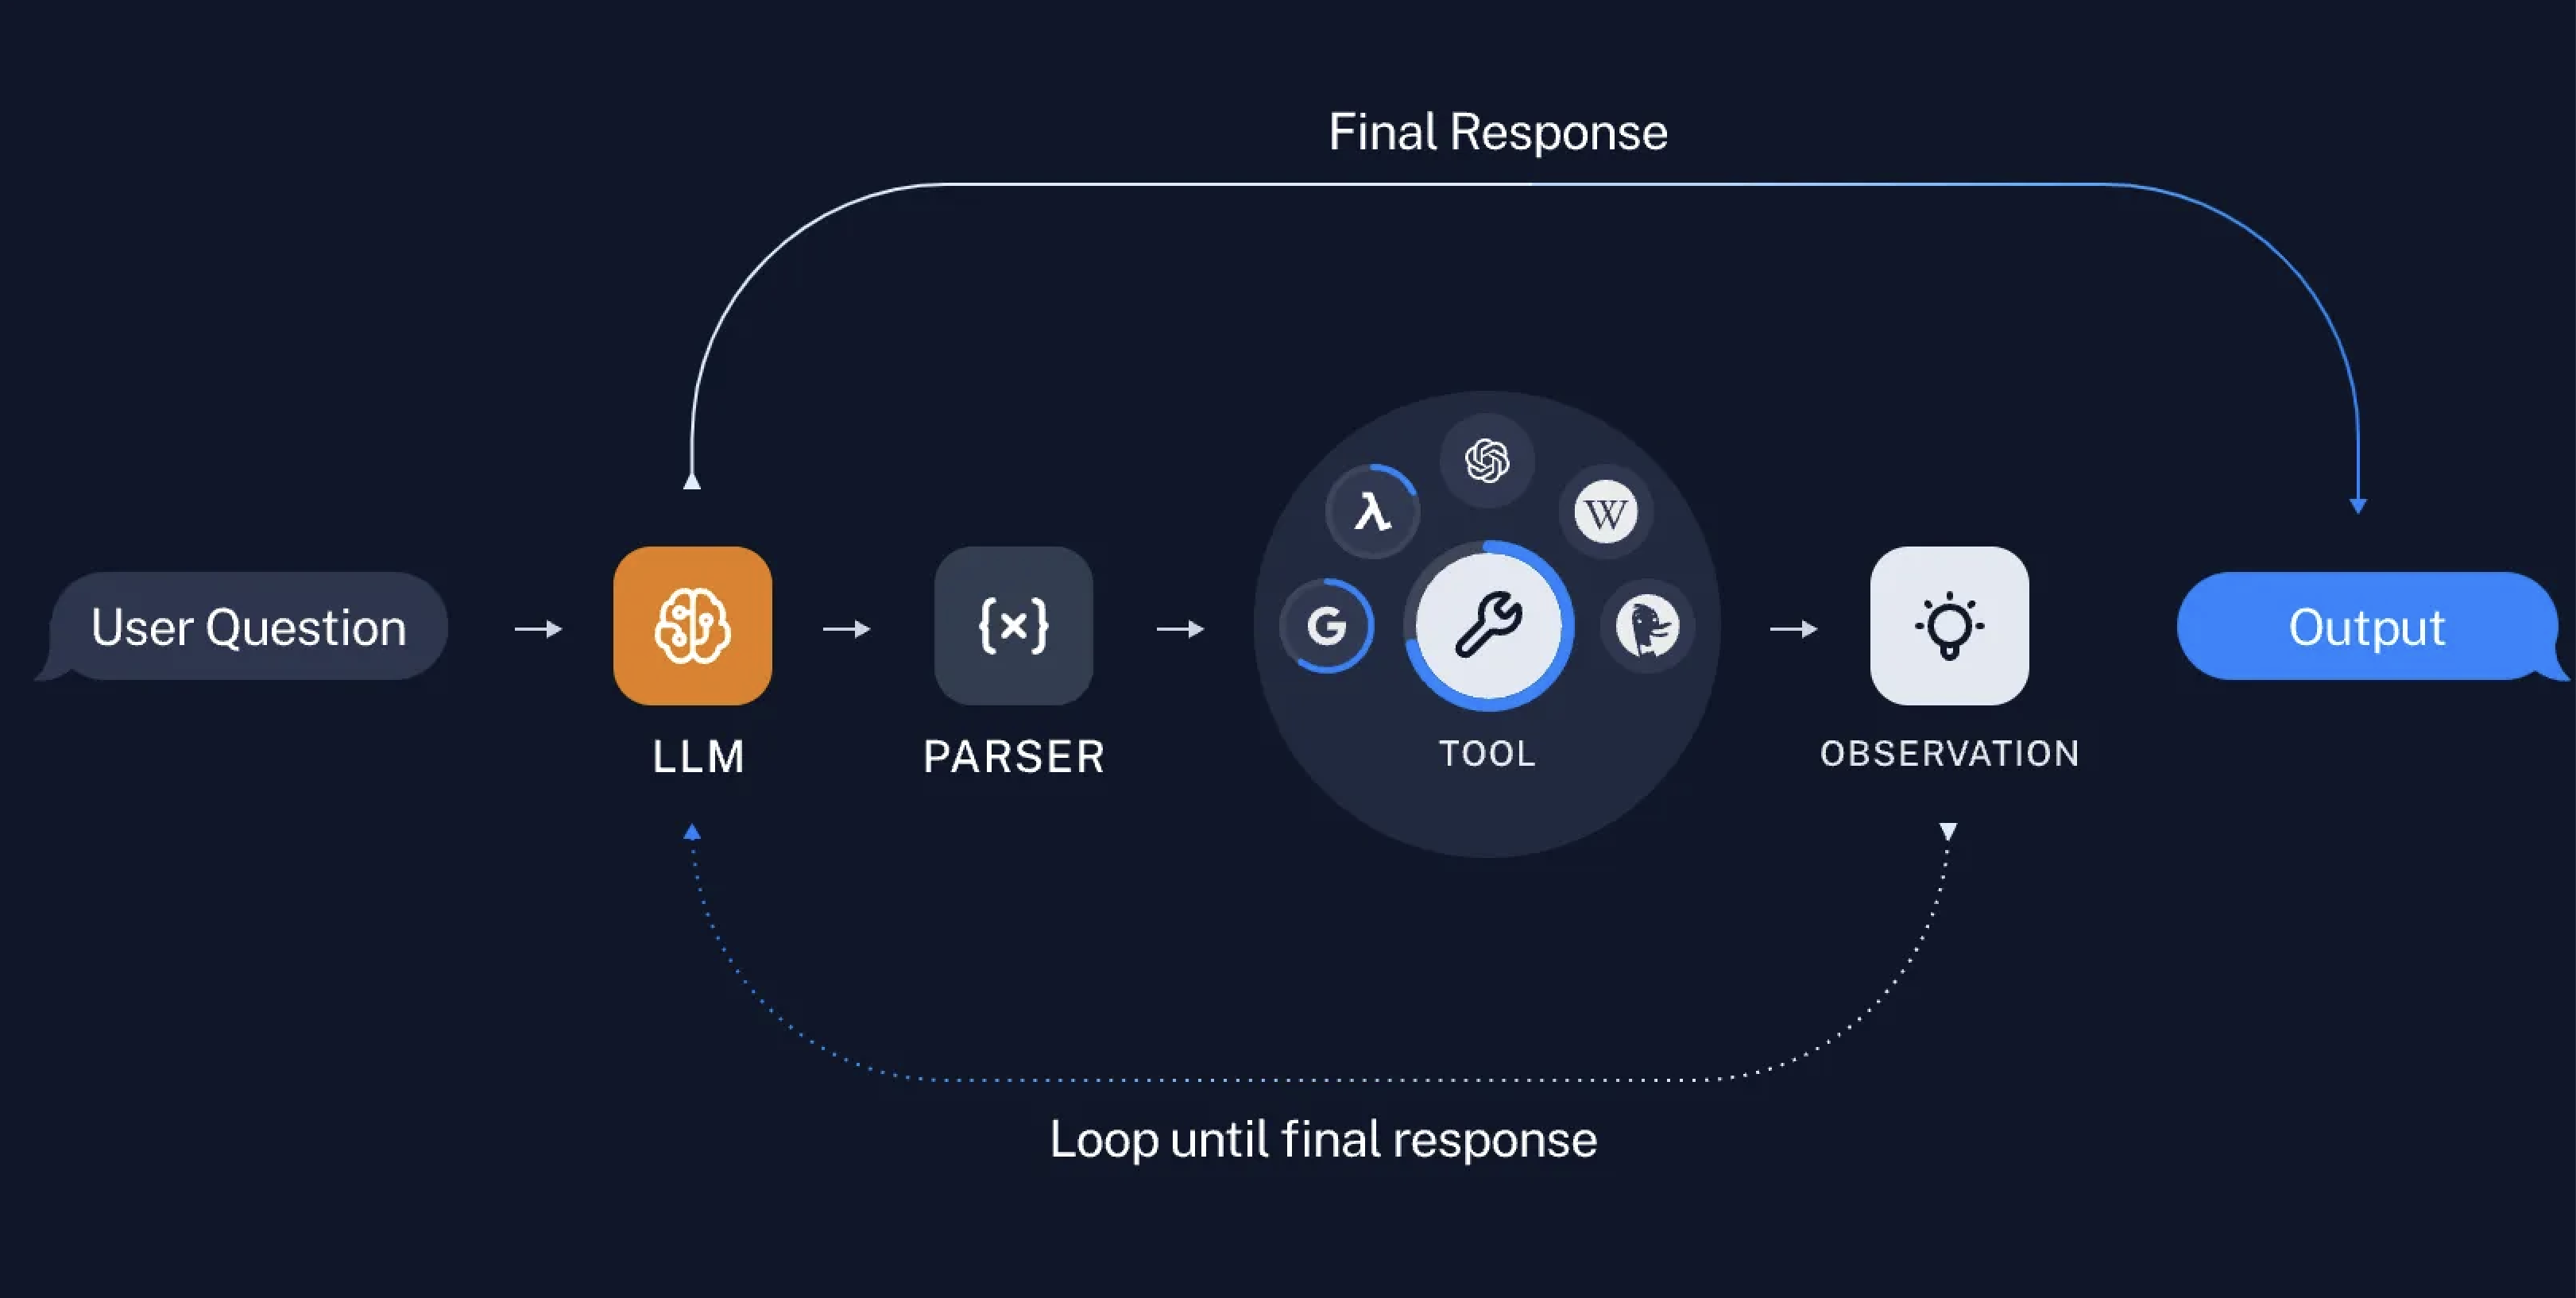 Final Response
λ
W
G
User Question
Output
LLM
PARSER
TOOL
OBSERVATION
Loop until final response